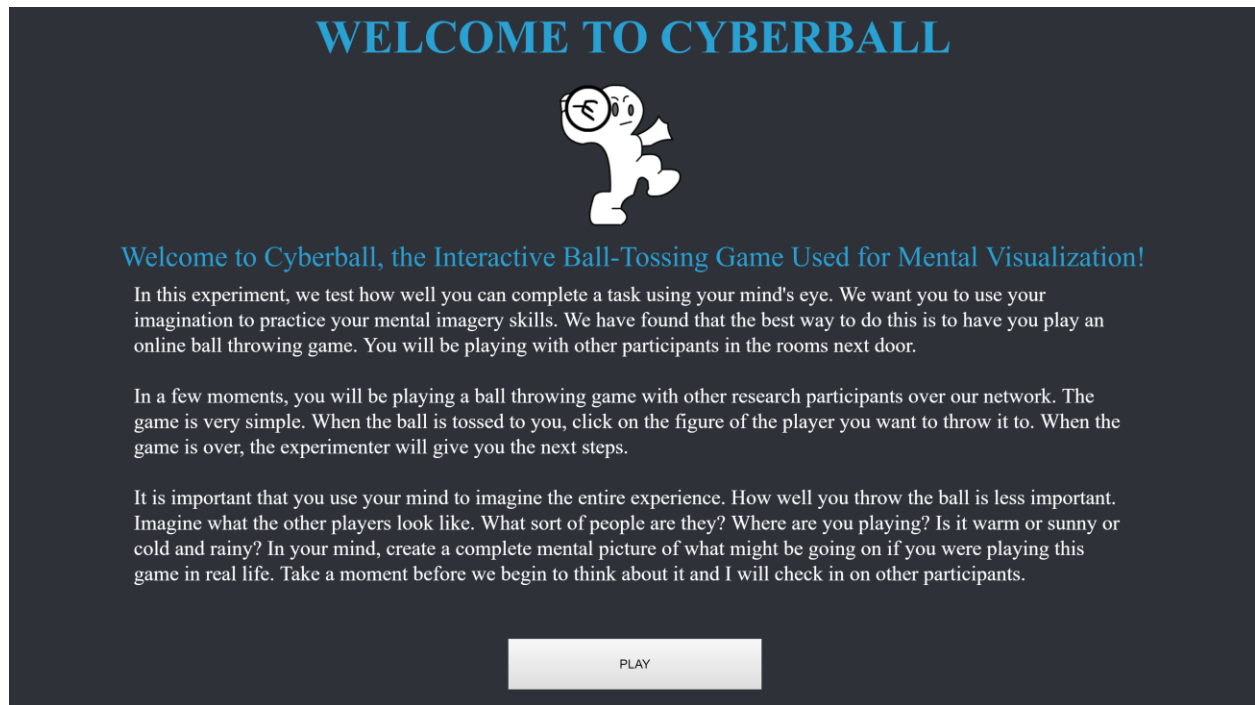 WELCOME TO CYBERBALL
Welcome to Cyberball, the Interactive Ball-Tossing Game Used for Mental Visualization!
In this experiment, we test how well you can complete a task using your mind's eye. We want you to use your
imagination to practice your mental imagery skills. We have found that the best way to do this is to have you play an
online ball throwing game. You will be playing with other participants in the rooms next door.
In a few moments, you will be playing a ball throwing game with other research participants over our network. The
game is very simple. When the ball is tossed to you, click on the figure of the player you want to throw it to. When the
game is over, the experimenter will give you the next steps.
It is important that you use your mind to imagine the entire experience. How well you throw the ball is less important.
Imagine what the other players look like. What sort of people are they? Where are you playing? Is it warm or sunny or
cold and rainy? In your mind, create a complete mental picture of what might be going on if you were playing this
game in real life. Take a moment before we begin to think about it and I will check in on other participants.
PLAY